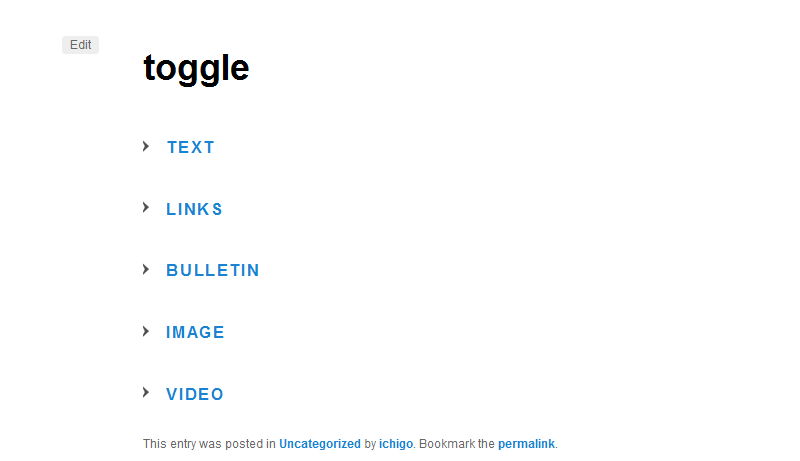 Edit
toggle
TEXT
LINKS
BULLETIN
IMAGE
VIDEO
This entry was posted in Uncategorized by ichigo. Bookmark the permalink.